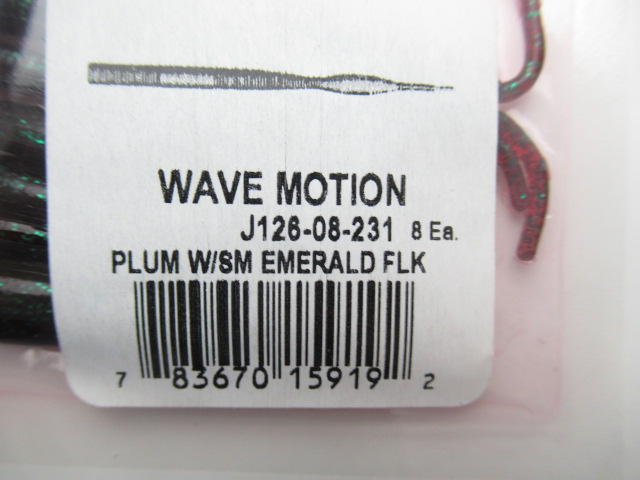 WAVE MOTION
J126-08-231 8 Ea.
PLUM W/SM EMERALD FLK
7 83670 15919 2